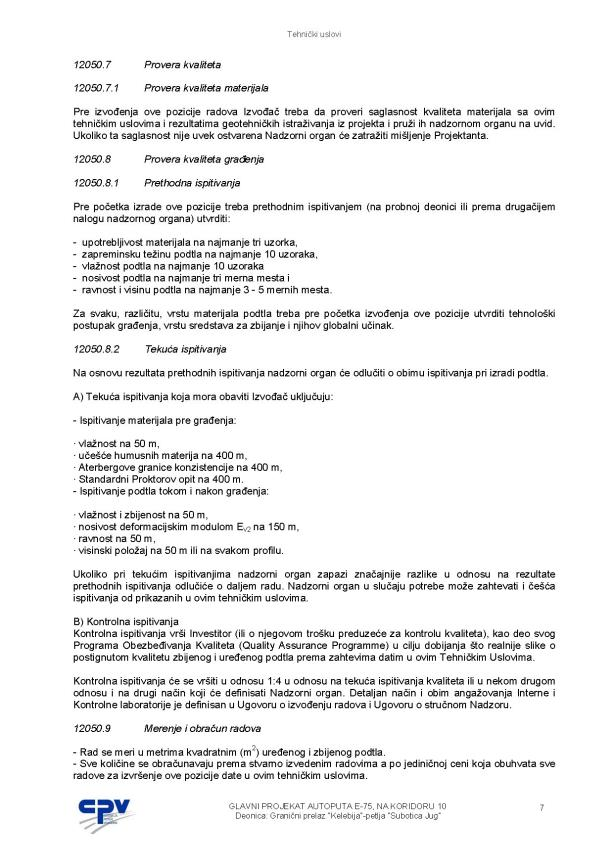 Tehnički uslovi
12050.7 Provera kvaliteta
12050.7.1 Provera kvaliteta materijala
Pre izvođenja ove pozicije radova Izvođač treba da proveri saglasnost kvaliteta materijala sa ovim
tehničkim uslovima i rezultatima geotehničkih istraživanja iz projekta i pruži ih nadzornom organu na uvid.
Ukoliko ta saglasnost nije uvek ostvarena Nadzorni organ će zatražiti mišljenje Projektanta.
12050.8 Provera kvaliteta građenja
12050.8.1 Prethodna ispitivanja
Pre početka izrade ove pozicije treba prethodnim ispitivanjem (na probnoj deonici ili prema drugačijem
nalogu nadzornog organa) utvrditi:
- upotrebljivost materijala na najmanje tri uzorka,
- zapreminsku težinu podtla na najmanje 10 uzoraka,
- vlažnost podtla na najmanje 10 uzoraka
- nosivost podtla na najmanje tri merna mesta i
- ravnost i visinu podtla na najmanje 3 - 5 mernih mesta.
Za svaku, različitu, vrstu materijala podtla treba pre početka izvođenja ove pozicije utvrditi tehnološki
postupak građenja, vrstu sredstava za zbijanje i njihov globalni učinak.
12050.8.2 Tekuća ispitivanja
Na osnovu rezultata prethodnih ispitivanja nadzorni organ će odlučiti o obimu ispitivanja pri izradi podtla.
A) Tekuća ispitivanja koja mora obaviti Izvođač uključuju:
- Ispitivanje materijala pre građenja:
· vlažnost na 50 m,
· učešće humusnih materija na 400 m,
· Aterbergove granice konzistencije na 400 m,
· Standardni Proktorov opit na 400 m.
- Ispitivanje podtla tokom i nakon građenja:
· vlažnost i zbijenost na 50 m,
· nosivost deformacijskim modulom Ev2 na 150 m,
· ravnost na 50 m,
· visinski položaj na 50 m ili na svakom profilu.
Ukoliko pri tekućim ispitivanjima nadzorni organ zapazi značajnije razlike u odnosu na rezultate
prethodnih ispitivanja odlučiće o daljem radu. Nadzorni organ u slučaju potrebe može zahtevati i češća
ispitivanja od prikazanih u ovim tehničkim uslovima.
B) Kontrolna ispitivanja
Kontrolna ispitivanja vrši Investitor (ili o njegovom trošku preduzeće za kontrolu kvaliteta), kao deo svog
Programa Obezbeđivanja Kvaliteta (Quality Assurance Programme) u cilju dobijanja što realnije slike o
postignutom kvalitetu zbijenog i uređenog podtla prema zahtevima datim u ovim Tehničkim Uslovima.
Kontrolna ispitivanja će se vršiti u odnosu 1:4 u odnosu na tekuća ispitivanja kvaliteta ili u nekom drugom
odnosu i na drugi način koji će definisati Nadzorni organ. Detaljan način i obim angažovanja Interne i
Kontrolne laboratorije je definisan u Ugovoru o izvođenju radova i Ugovoru o stručnom Nadzoru.
12050.9 Merenje i obračun radova
- Rad se meri u metrima kvadratnim (m²) uređenog i zbijenog podtla.
- Sve količine se obračunavaju prema stvarno izvedenim radovima a po jediničnoj ceni koja obuhvata sve
radove za izvršenje ove pozicije date u ovim tehničkim uslovima.
CPV
GLAVNI PROJEKAT AUTOPUTA E-75, NA KORIDORU 10
Deonica: Granični prelaz "Kelebija"-petlja "Subotica Jug"
7